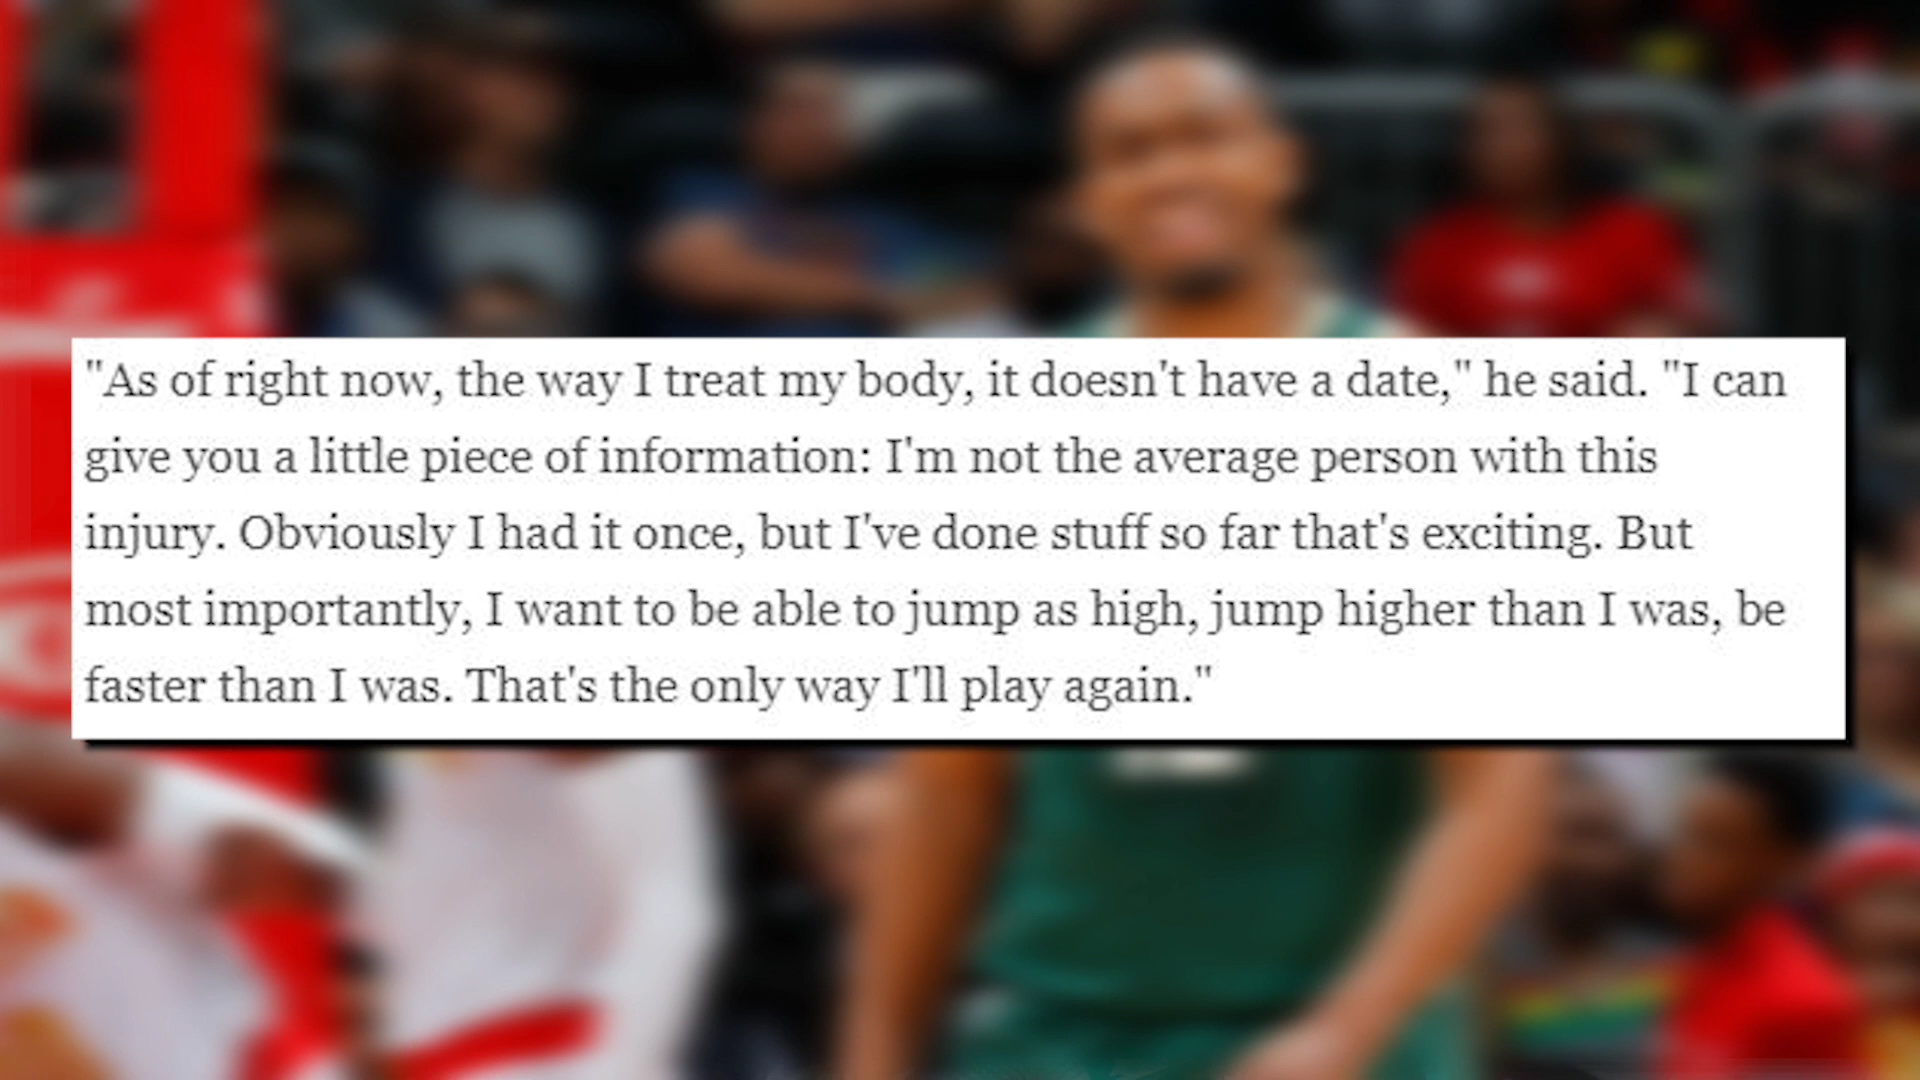 "As of right now, the way I treat my body, it doesn't have a date," he said. "I can
give you a little piece of information: I'm not the average person with this
injury. Obviously I had it once, but I've done stuff so far that's exciting. But
most importantly, I want to be able to jump as high, jump higher than I was, be
faster than I was. That's the only way I'll play again."